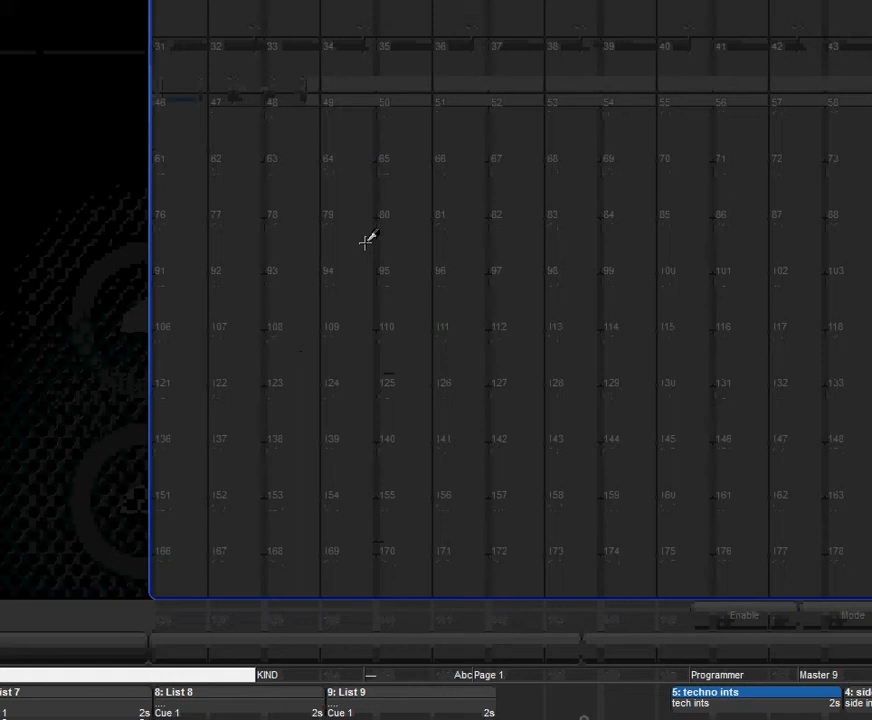 31 32 33 34 35 36 37 38 39 40 41 42 43
46 47 48 49 50 51 52 53 54 55 56 57 58
61 62 63 64 65 66 67 68 69 70 71 72 73
76 77 78 79 80 81 82 83 84 85 86 87 88
91 92 93 94 95 96 97 98 99 100 101 102 103
106 107 108 109 110 111 112 113 114 115 116 117 118
121 122 123 124 125 126 127 128 129 130 131 132 133
136 137 138 139 140 141 142 143 144 145 146 147 148
151 152 153 154 155 156 157 158 159 160 161 162 163
166 167 168 169 170 171 172 173 174 175 176 177 178
Enable Mode
KIND — Abc Page 1 Programmer Master 9
ist 7 8: List 8 9: List 9 5: techno ints 4: sid
.... .... tech ints 2s side in
1 2s Cue 1 2s Cue 1 2s